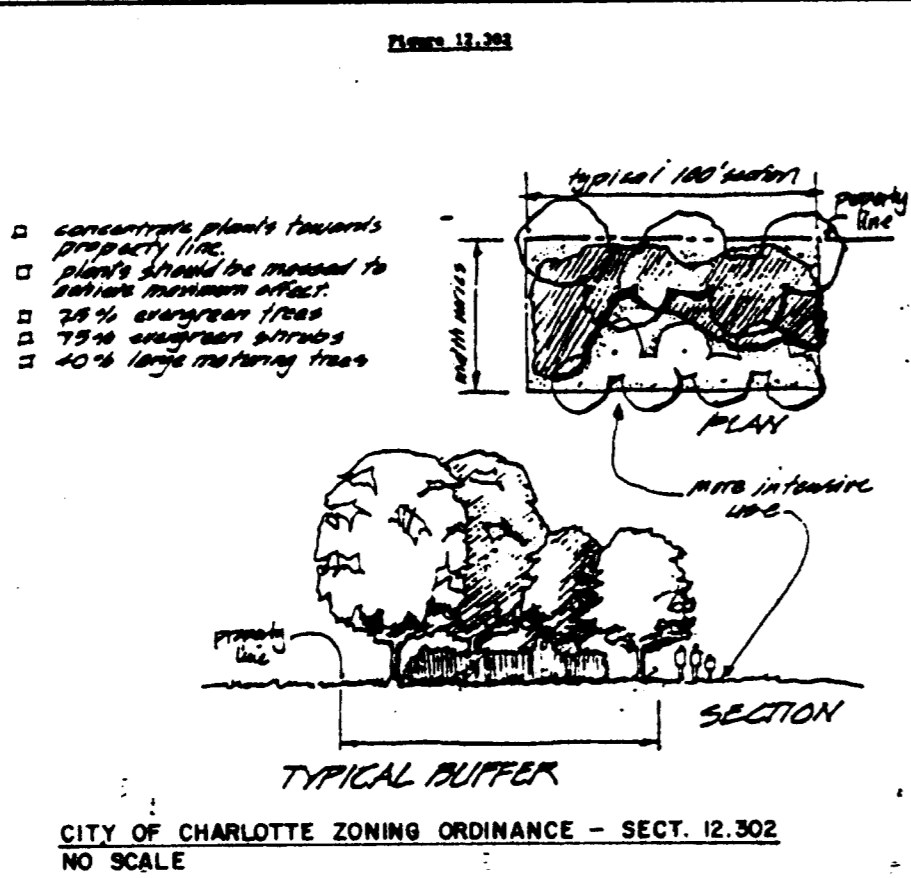 Figure 12.302
typical 100' section
property
line
□ concentrate plants towards
property line.
□ plants should be massed to
achieve maximum effect.
□ 25% evergreen trees
□ 75% evergreen shrubs
□ 40% large maturing trees
width varies
PLAN
more intensive
use
property
line
SECTION
TYPICAL BUFFER
CITY OF CHARLOTTE ZONING ORDINANCE – SECT. 12.302
NO SCALE